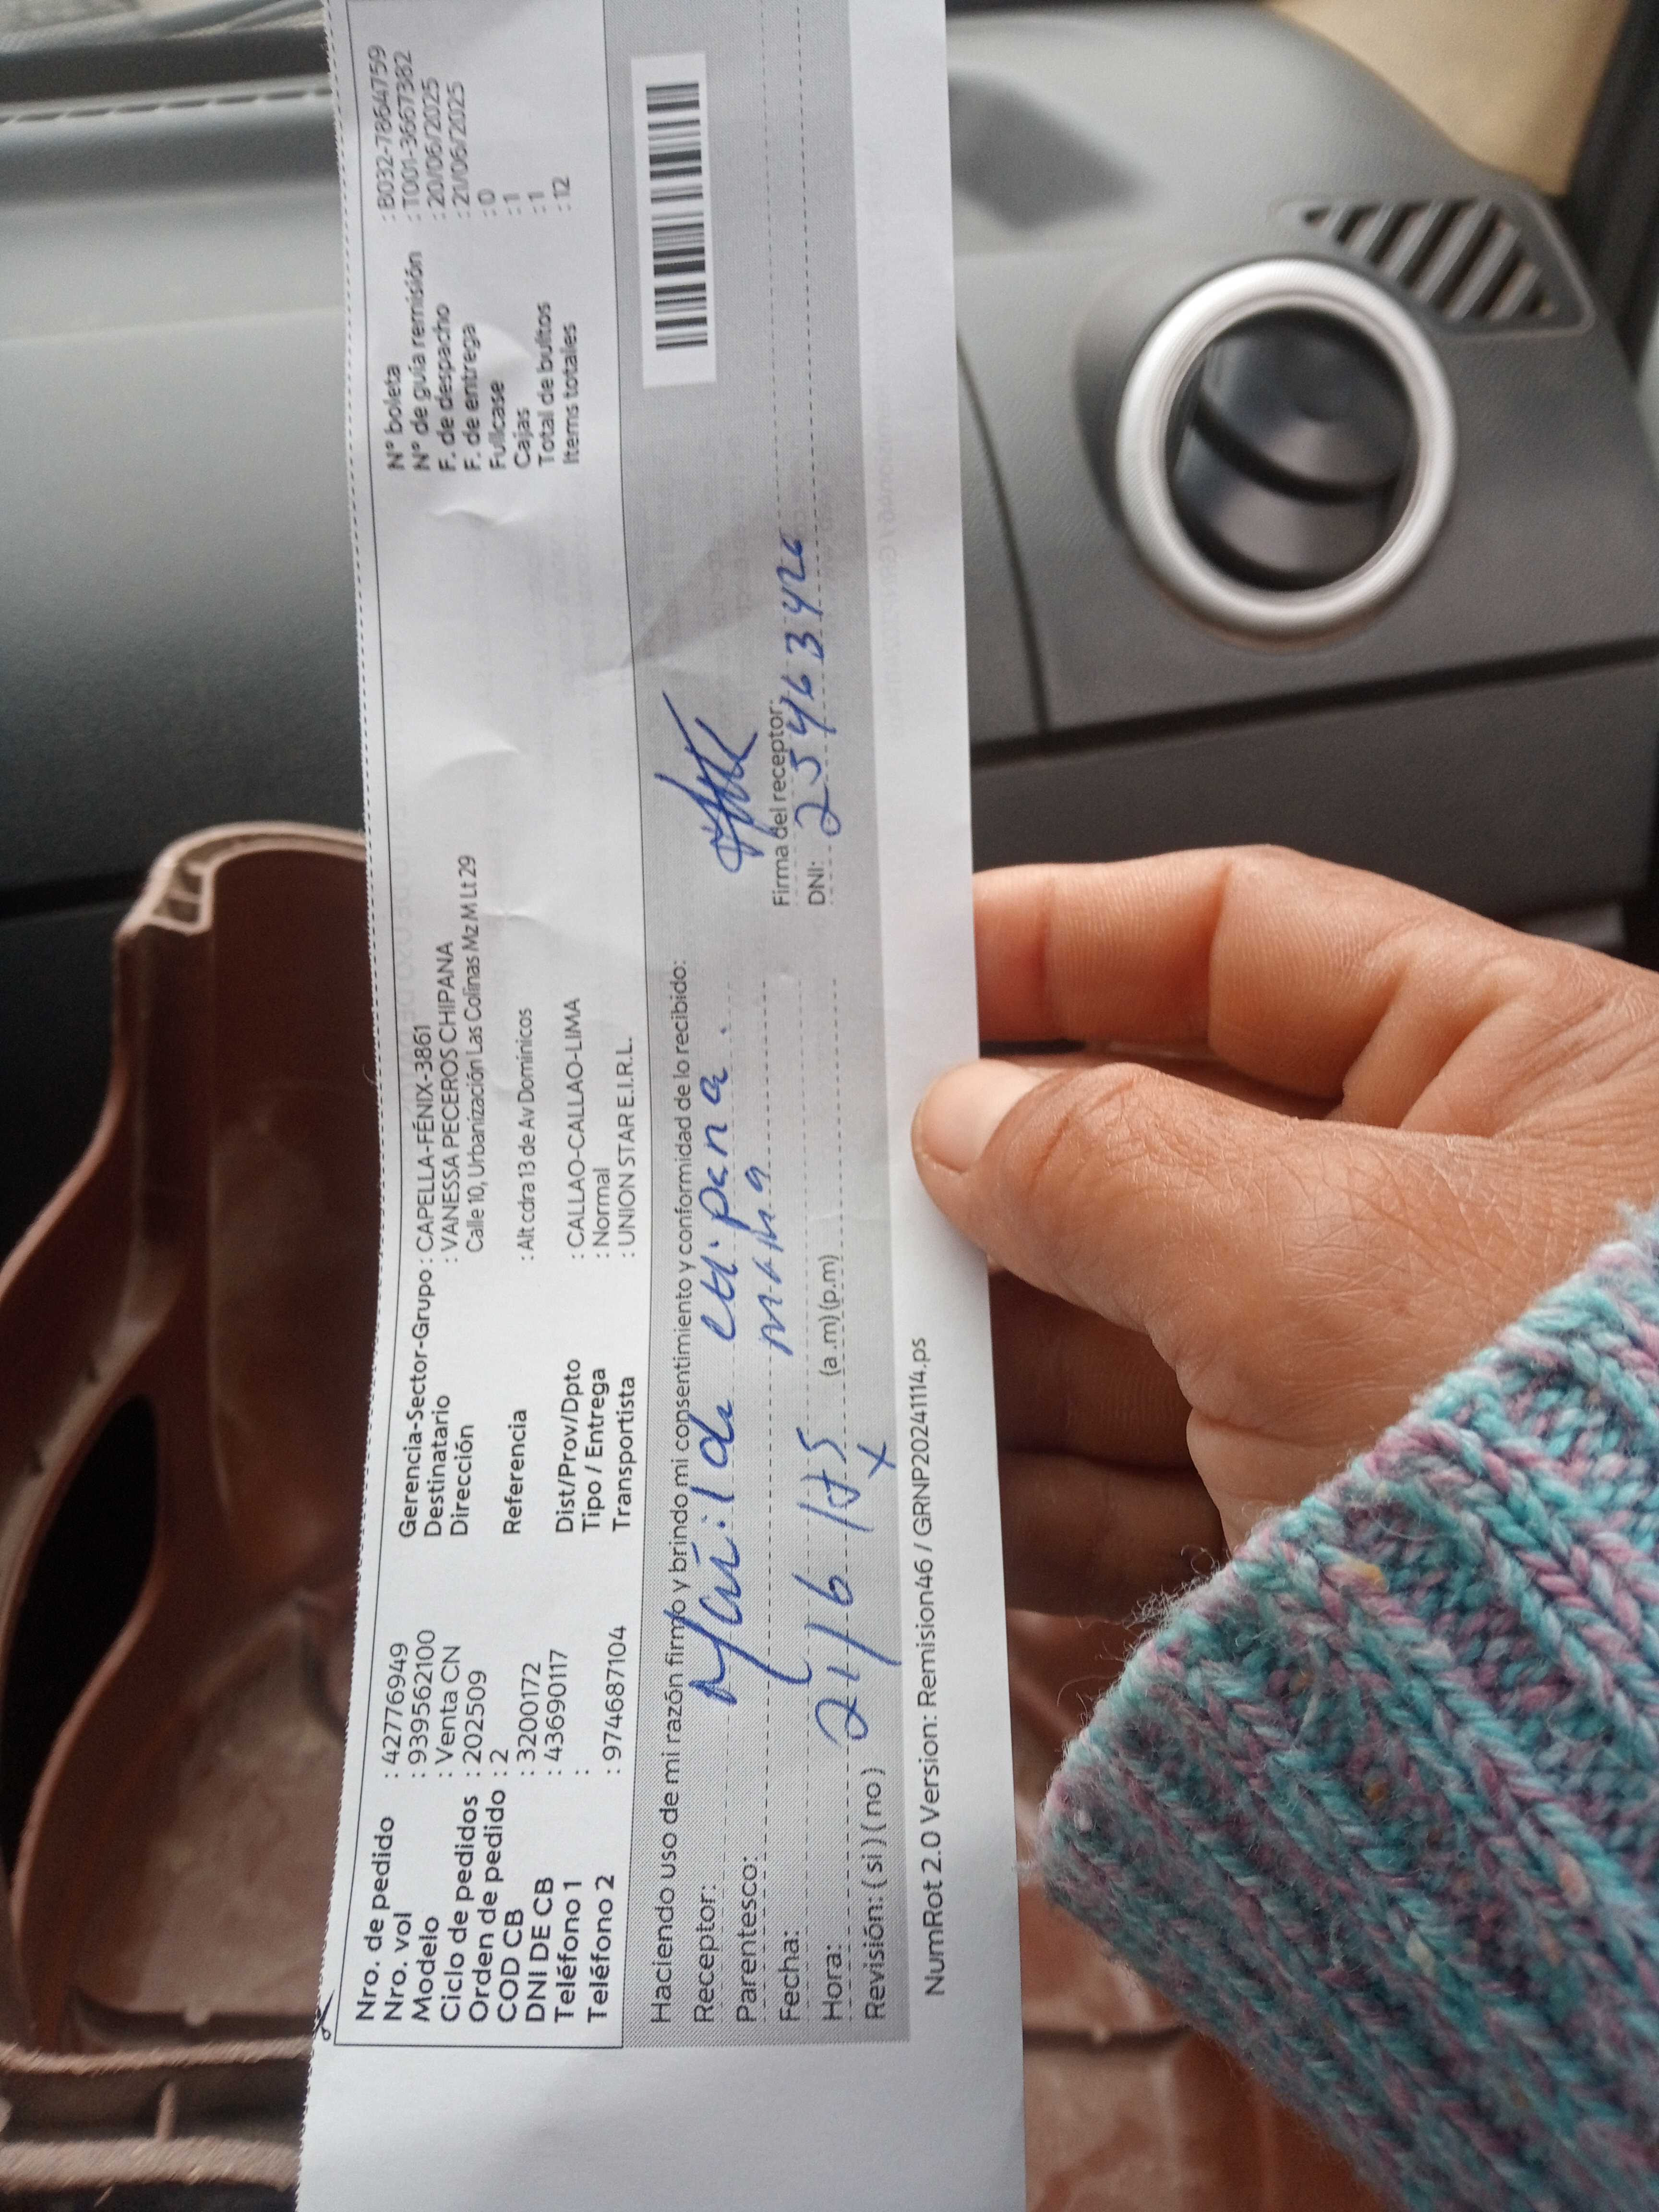 Nro. de pedido : 42776949
Nro. vol : 939562100
Modelo : Venta CN
Ciclo de pedidos : 202509
Orden de pedido : 2
COD CB : 3200172
DNI DE CB : 43690117
Teléfono 1 :
Teléfono 2 : 974687104
Gerencia-Sector-Grupo : CAPELLA-FÉNIX-3861
Destinatario : VANESSA PECEROS CHIPANA
Dirección Calle 10, Urbanización Las Colinas Mz M Lt 29
Referencia : Alt cdra 13 de Av Dominicos
Dist/Prov/Dpto : CALLAO-CALLAO-LIMA
Tipo / Entrega : Normal
Transportista : UNION STAR E.I.R.L.
N° boleta : B032-78644759
N° de guía remisión : T001-3667382
F. de despacho : 20/06/2025
F. de entrega : 21/06/2025
Fullcase : 0
Cajas : 1
Total de bultos : 1
Items totales : 12
Haciendo uso de mi razón firmo y brindo mi consentimiento y conformidad de lo recibido:
Receptor: chipana
Parentesco: mama
Fecha:
Hora: (a.m) (p.m)
Revisión: ( si ) ( no ) x
Firma del receptor:
DNI: 25463426
NumRot 2.0 Version: Remision46 / GRNP20241114.ps